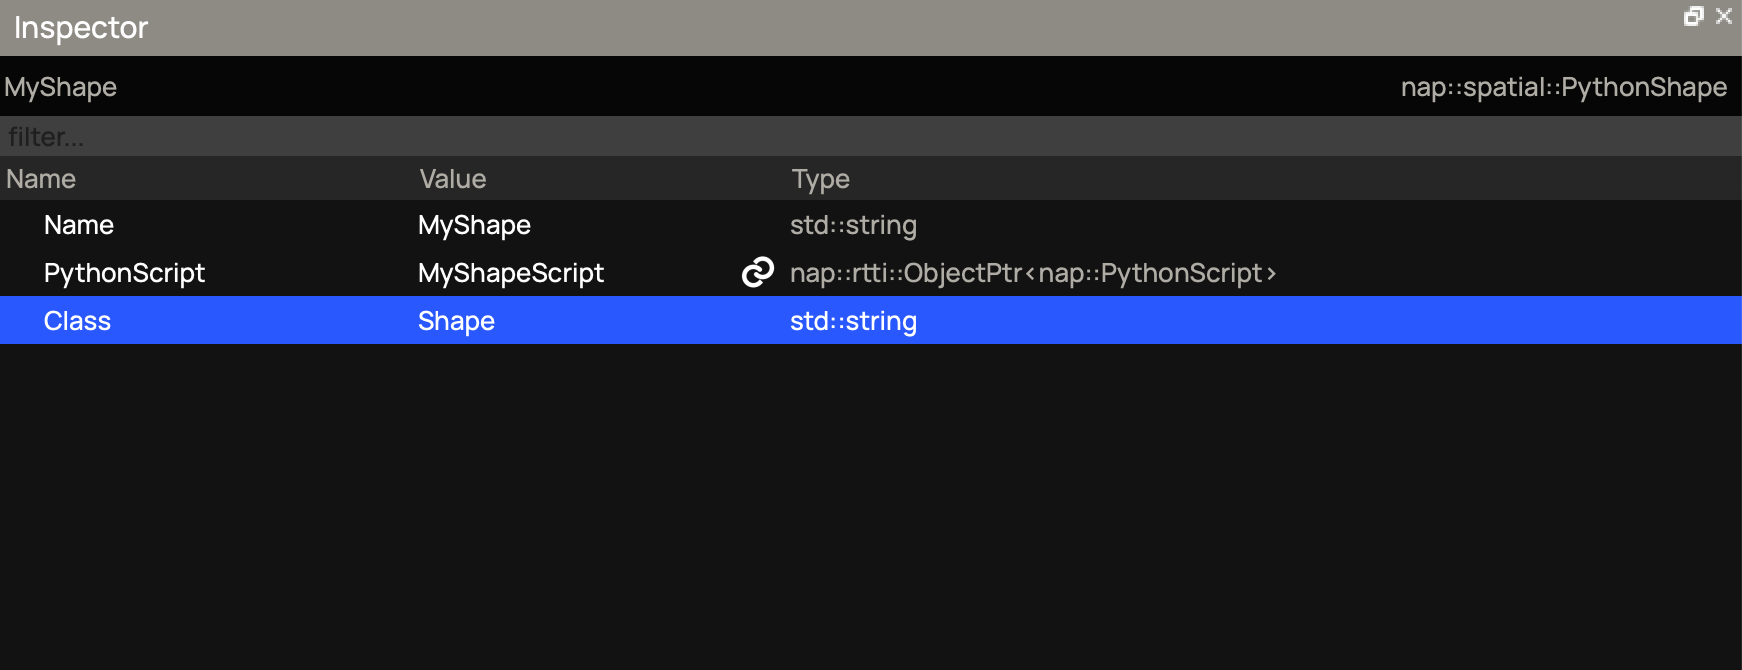 Inspector
MyShape nap::spatial::PythonShape
filter...
Name Value Type
Name MyShape std::string
PythonScript MyShapeScript nap::rtti::ObjectPtr<nap::PythonScript>
Class Shape std::string